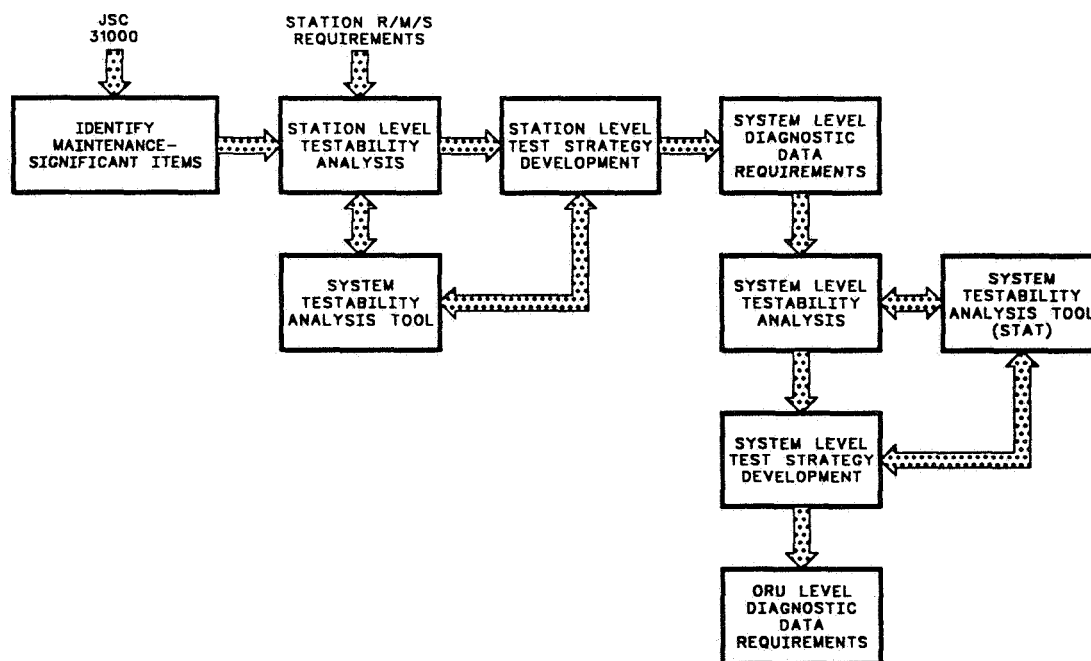 JSC
31000
STATION R/M/S
REQUIREMENTS
IDENTIFY
MAINTENANCE-
SIGNIFICANT ITEMS
STATION LEVEL
TESTABILITY
ANALYSIS
STATION LEVEL
TEST STRATEGY
DEVELOPMENT
SYSTEM LEVEL
DIAGNOSTIC
DATA
REQUIREMENTS
SYSTEM
TESTABILITY
ANALYSIS TOOL
SYSTEM LEVEL
TESTABILITY
ANALYSIS
SYSTEM
TESTABILITY
ANALYSIS TOOL
(STAT)
SYSTEM LEVEL
TEST STRATEGY
DEVELOPMENT
ORU LEVEL
DIAGNOSTIC
DATA
REQUIREMENTS